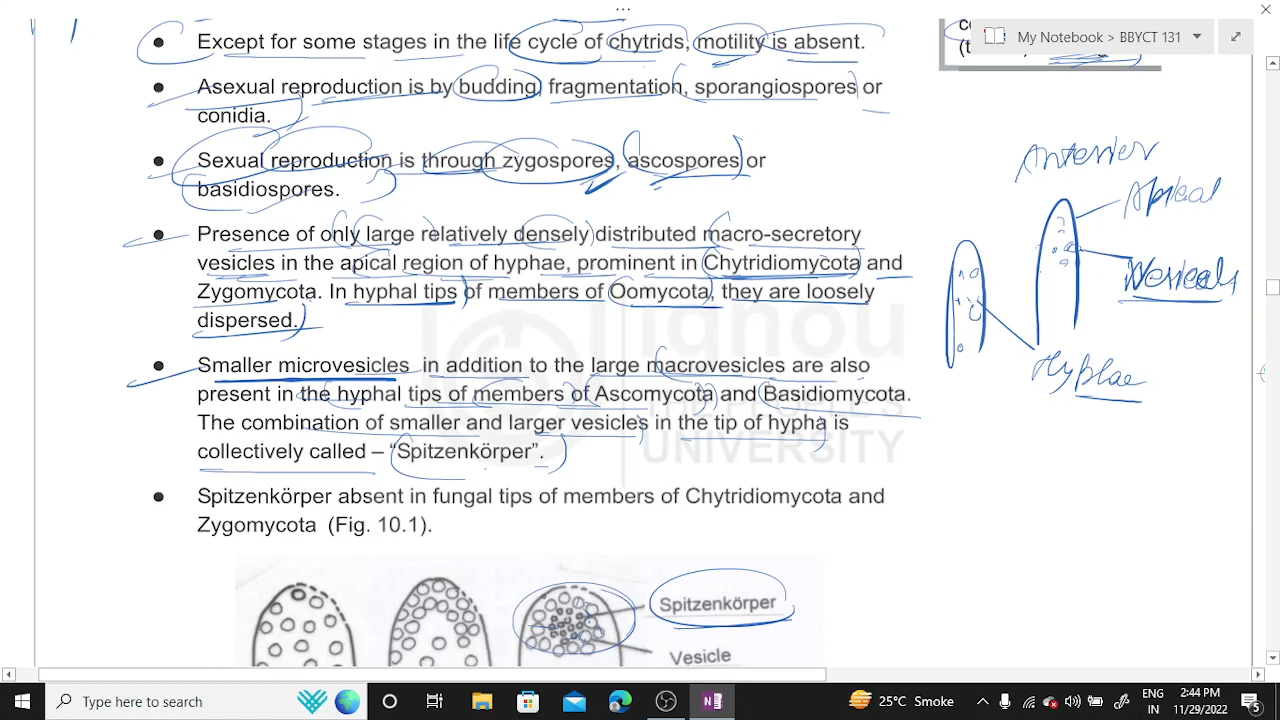 ...
Except for some stages in the life cycle of chytrids, motility is absent.
My Notebook > BBYCT 131
Asexual reproduction is by budding, fragmentation, sporangiospores or
conidia.
Sexual reproduction is through zygospores, ascospores or
basidiospores.
Anterior
Apical
Presence of only large relatively densely distributed macro-secretory
vesicles in the apical region of hyphae, prominent in Chytridiomycota and
Zygomycota. In hyphal tips of members of Oomycota, they are loosely
dispersed.
Vesicals
Hyphae
ignou
THE PEOPLE'S
UNIVERSITY
Smaller microvesicles in addition to the large macrovesicles are also
present in the hyphal tips of members of Ascomycota and Basidiomycota.
The combination of smaller and larger vesicles in the tip of hypha is
collectively called – “Spitzenkörper”.
Spitzenkörper absent in fungal tips of members of Chytridiomycota and
Zygomycota (Fig. 10.1).
Spitzenkörper
Vesicle
Type here to search
25°C Smoke
ENG
IN
2:44 PM
11/29/2022
5